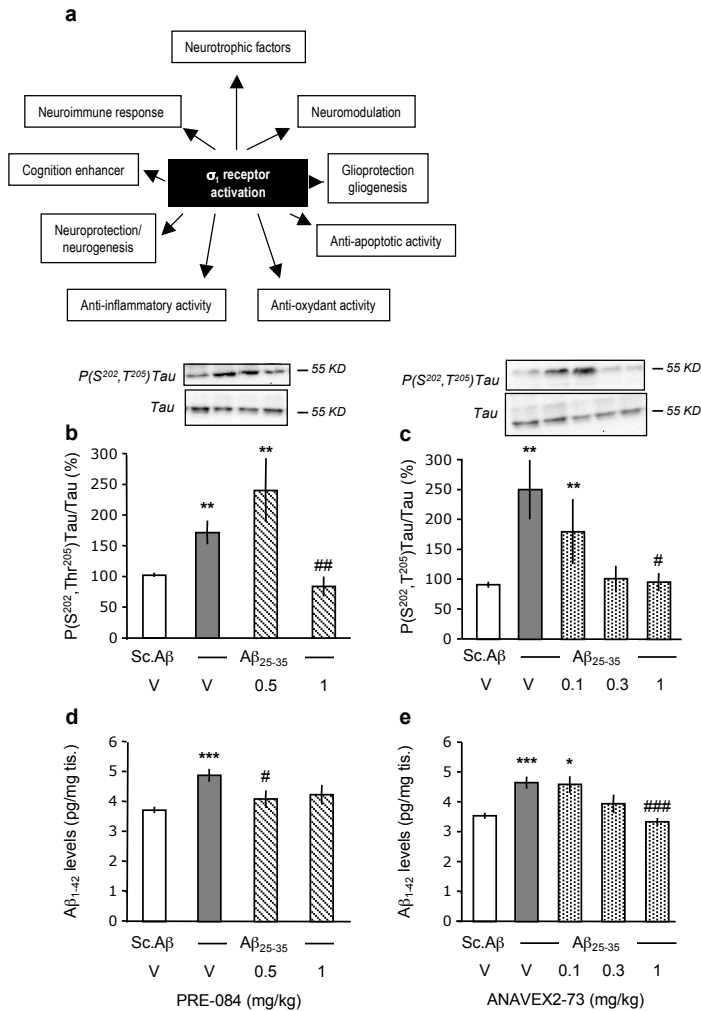 a
Neurotrophic factors
Neuroimmune response
Neuromodulation
Cognition enhancer
σ₁ receptor
activation
Glioprotection
gliogenesis
Neuroprotection/
neurogenesis
Anti-apoptotic activity
Anti-inflammatory activity
Anti-oxydant activity
P(S²⁰²,T²⁰⁵)Tau
55 KD
Tau
55 KD
b
P(S²⁰²,Thr²⁰⁵)Tau/Tau (%)
300
250
200
150
100
50
0
**
**
##
Sc.Aβ
Aβ₂₅₋₃₅
V V 0.5 1
P(S²⁰²,T²⁰⁵)Tau
55 KD
Tau
55 KD
c
P(S²⁰²,T²⁰⁵)Tau/Tau (%)
300
250
200
150
100
50
0
**
**
#
Sc.Aβ
Aβ₂₅₋₃₅
V V 0.1 0.3 1
d
Aβ₁₋₄₂ levels (pg/mg tis.)
6
5
4
3
2
1
0
***
#
Sc.Aβ
Aβ₂₅₋₃₅
V V 0.5 1
PRE-084 (mg/kg)
e
Aβ₁₋₄₂ levels (pg/mg tis.)
6
5
4
3
2
1
0
***
*
###
Sc.Aβ
Aβ₂₅₋₃₅
V V 0.1 0.3 1
ANAVEX2-73 (mg/kg)